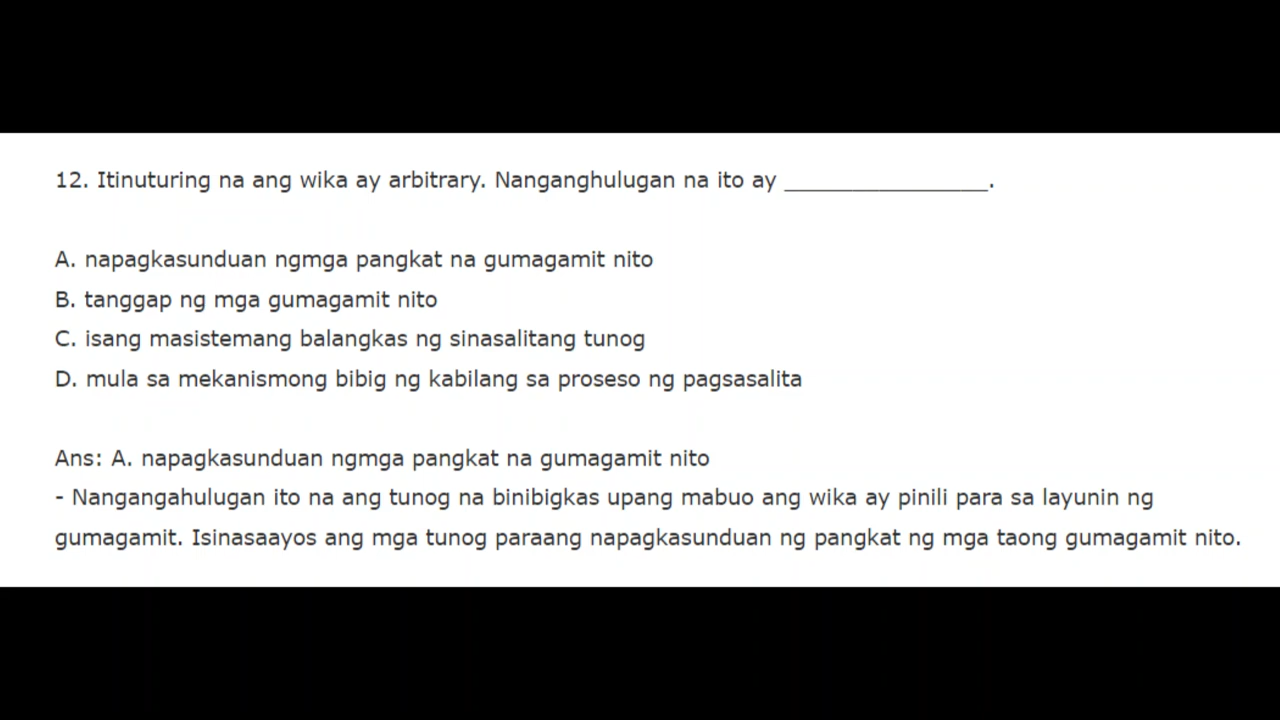 12. Itinuturing na ang wika ay arbitrary. Nanganghulugan na ito ay _________________.
A. napagkasunduan ngmga pangkat na gumagamit nito
B. tanggap ng mga gumagamit nito
C. isang masistemang balangkas ng sinasalitang tunog
D. mula sa mekanismong bibig ng kabilang sa proseso ng pagsasalita
Ans: A. napagkasunduan ngmga pangkat na gumagamit nito
- Nangangahulugan ito na ang tunog na binibigkas upang mabuo ang wika ay pinili para sa layunin ng
gumagamit. Isinasaayos ang mga tunog paraang napagkasunduan ng pangkat ng mga taong gumagamit nito.